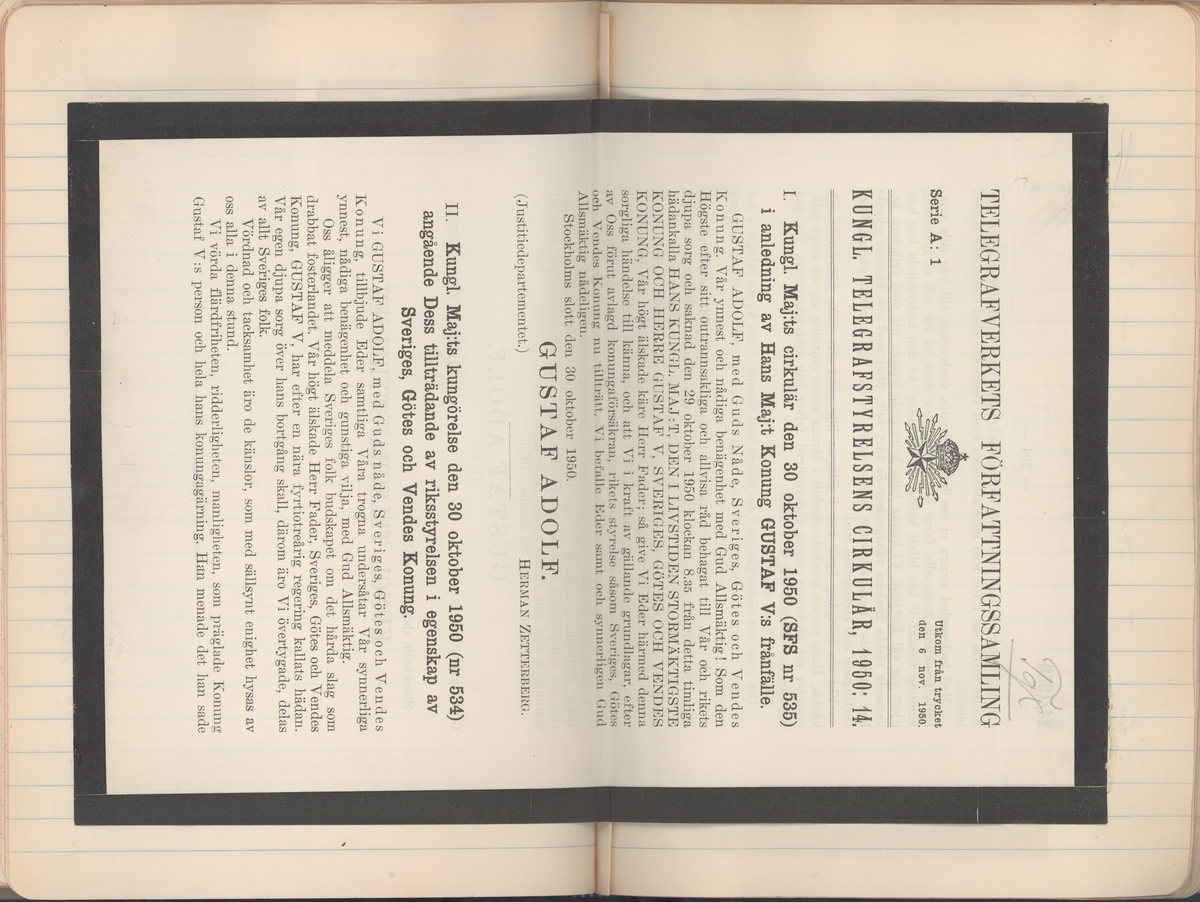 TELEGRAFVERKETS FÖRFATTNINGSSAMLING
Serie A: 1
Utkom från trycket
den 6 nov. 1950.
KUNGL. TELEGRAFSTYRELSENS CIRKULÄR, 1950: 14.
I. Kungl. Maj:ts cirkulär den 30 oktober 1950 (SFS nr 535)
i anledning av Hans Maj:t Konung GUSTAF V:s frånfälle.
GUSTAF ADOLF, med Guds Nåde, Sveriges, Götes och Vendes
Konung, Vår ynnest och nådiga benägenhet med Gud Allsmäktig! Som den
Högste efter sitt outrannsakliga och allvisa råd behagat till Vår och rikets
djupa sorg och saknad den 29 oktober 1950 klockan 8.35 från detta timliga
hädankalla HANS KUNGL. MAJ:T, DEN I LIVSTIDEN STORMÄKTIGSTE
KONUNG OCH HERRE GUSTAF V, SVERIGES, GÖTES OCH VENDES
KONUNG, Vår högt älskade käre Herr Fader; så give Vi Eder härmed denna
sorgliga händelse till känna, och att Vi i kraft av gällande grundlagar, efter
av Oss förut avlagd konungaförsäkran, rikets styrelse såsom Sveriges, Götes
och Vendes Konung nu tillträtt. Vi befalle Eder samt och synnerligen Gud
Allsmäktig nådeligen.
Stockholms slott den 30 oktober 1950.
GUSTAF ADOLF.
(Justitiedepartementet.)
HERMAN ZETTERBERG.
II. Kungl. Maj:ts kungörelse den 30 oktober 1950 (nr 534)
angående Dess tillträdande av riksstyrelsen i egenskap av
Sveriges, Götes och Vendes Konung.
Vi GUSTAF ADOLF, med Guds nåde, Sveriges, Götes och Vendes
Konung, tillbjude Eder samtliga Våra trogna undersåtar Vår synnerliga
ynnest, nådiga benägenhet och gunstiga vilja, med Gud Allsmäktig.
Oss åligger att meddela Sveriges folk budskapet om det hårda slag som
drabbat fosterlandet. Vår högt älskade Herr Fader, Sveriges, Götes och Vendes
Konung, GUSTAF V, har efter en nära fyrtiotreårig regering kallats hädan.
Vår egen djupa sorg över hans bortgång skall, därom äro Vi övertygade, delas
av allt Sveriges folk.
Vördnad och tacksamhet äro de känslor, som med sällsynt enighet hysas av
oss alla i denna stund.
Vi vörda flärdfriheten, ridderligheten, manligheten, som präglade Konung
Gustaf V:s person och hela hans konungagärning. Han menade det han sade